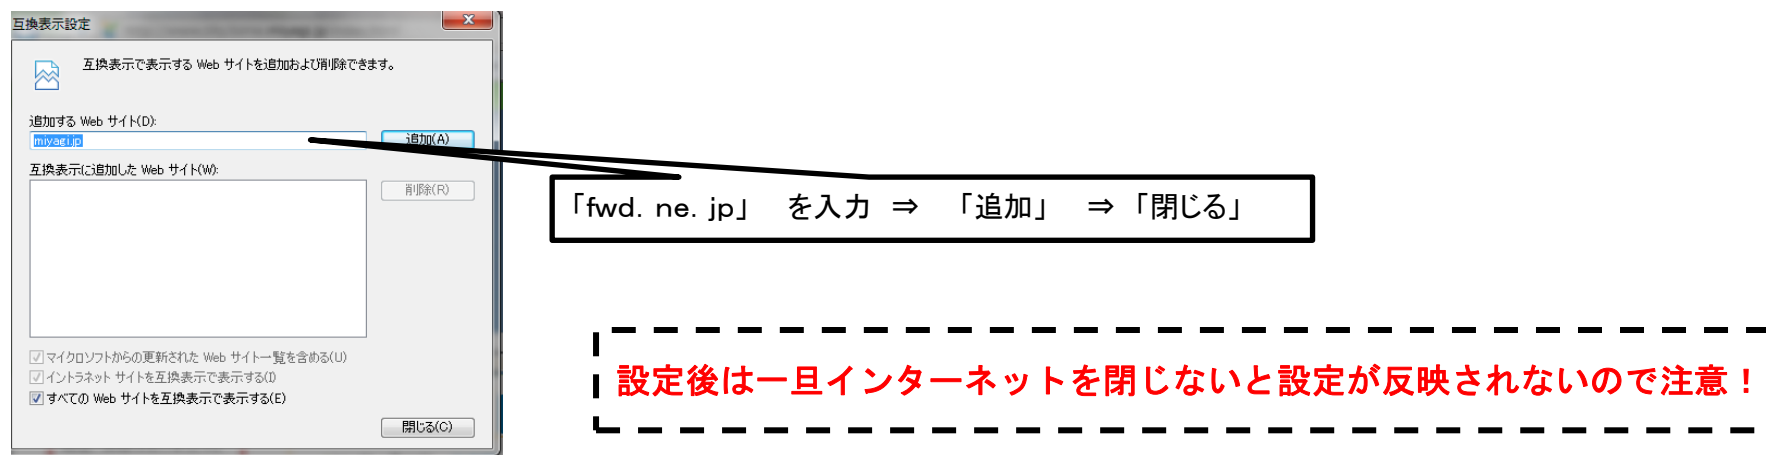 互換表示設定
互換表示で表示する Web サイトを追加および削除できます。
追加する Web サイト(D):
miyagi.jp
追加(A)
互換表示に追加した Web サイト(W):
削除(R)
「fwd. ne. jp」 を入力 ⇒ 「追加」 ⇒「閉じる」
マイクロソフトからの更新された Web サイト一覧を含める(U)
イントラネット サイトを互換表示で表示する(I)
すべての Web サイトを互換表示で表示する(E)
閉じる(C)
設定後は一旦インターネットを閉じないと設定が反映されないので注意！